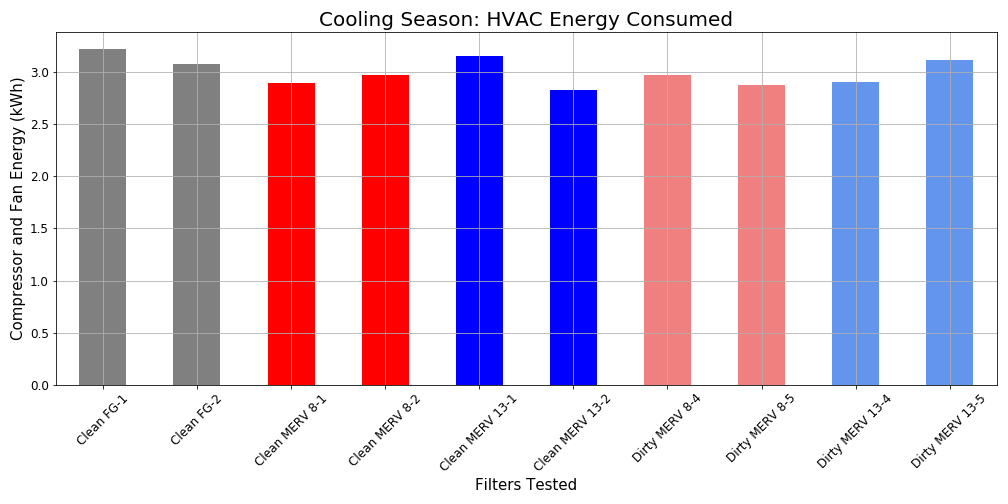 Cooling Season: HVAC Energy Consumed
Compressor and Fan Energy (kWh)
3.0
2.5
2.0
1.5
1.0
0.5
0.0
Clean FG-1
Clean FG-2
Clean MERV 8-1
Clean MERV 8-2
Clean MERV 13-1
Clean MERV 13-2
Dirty MERV 8-4
Dirty MERV 8-5
Dirty MERV 13-4
Dirty MERV 13-5
Filters Tested